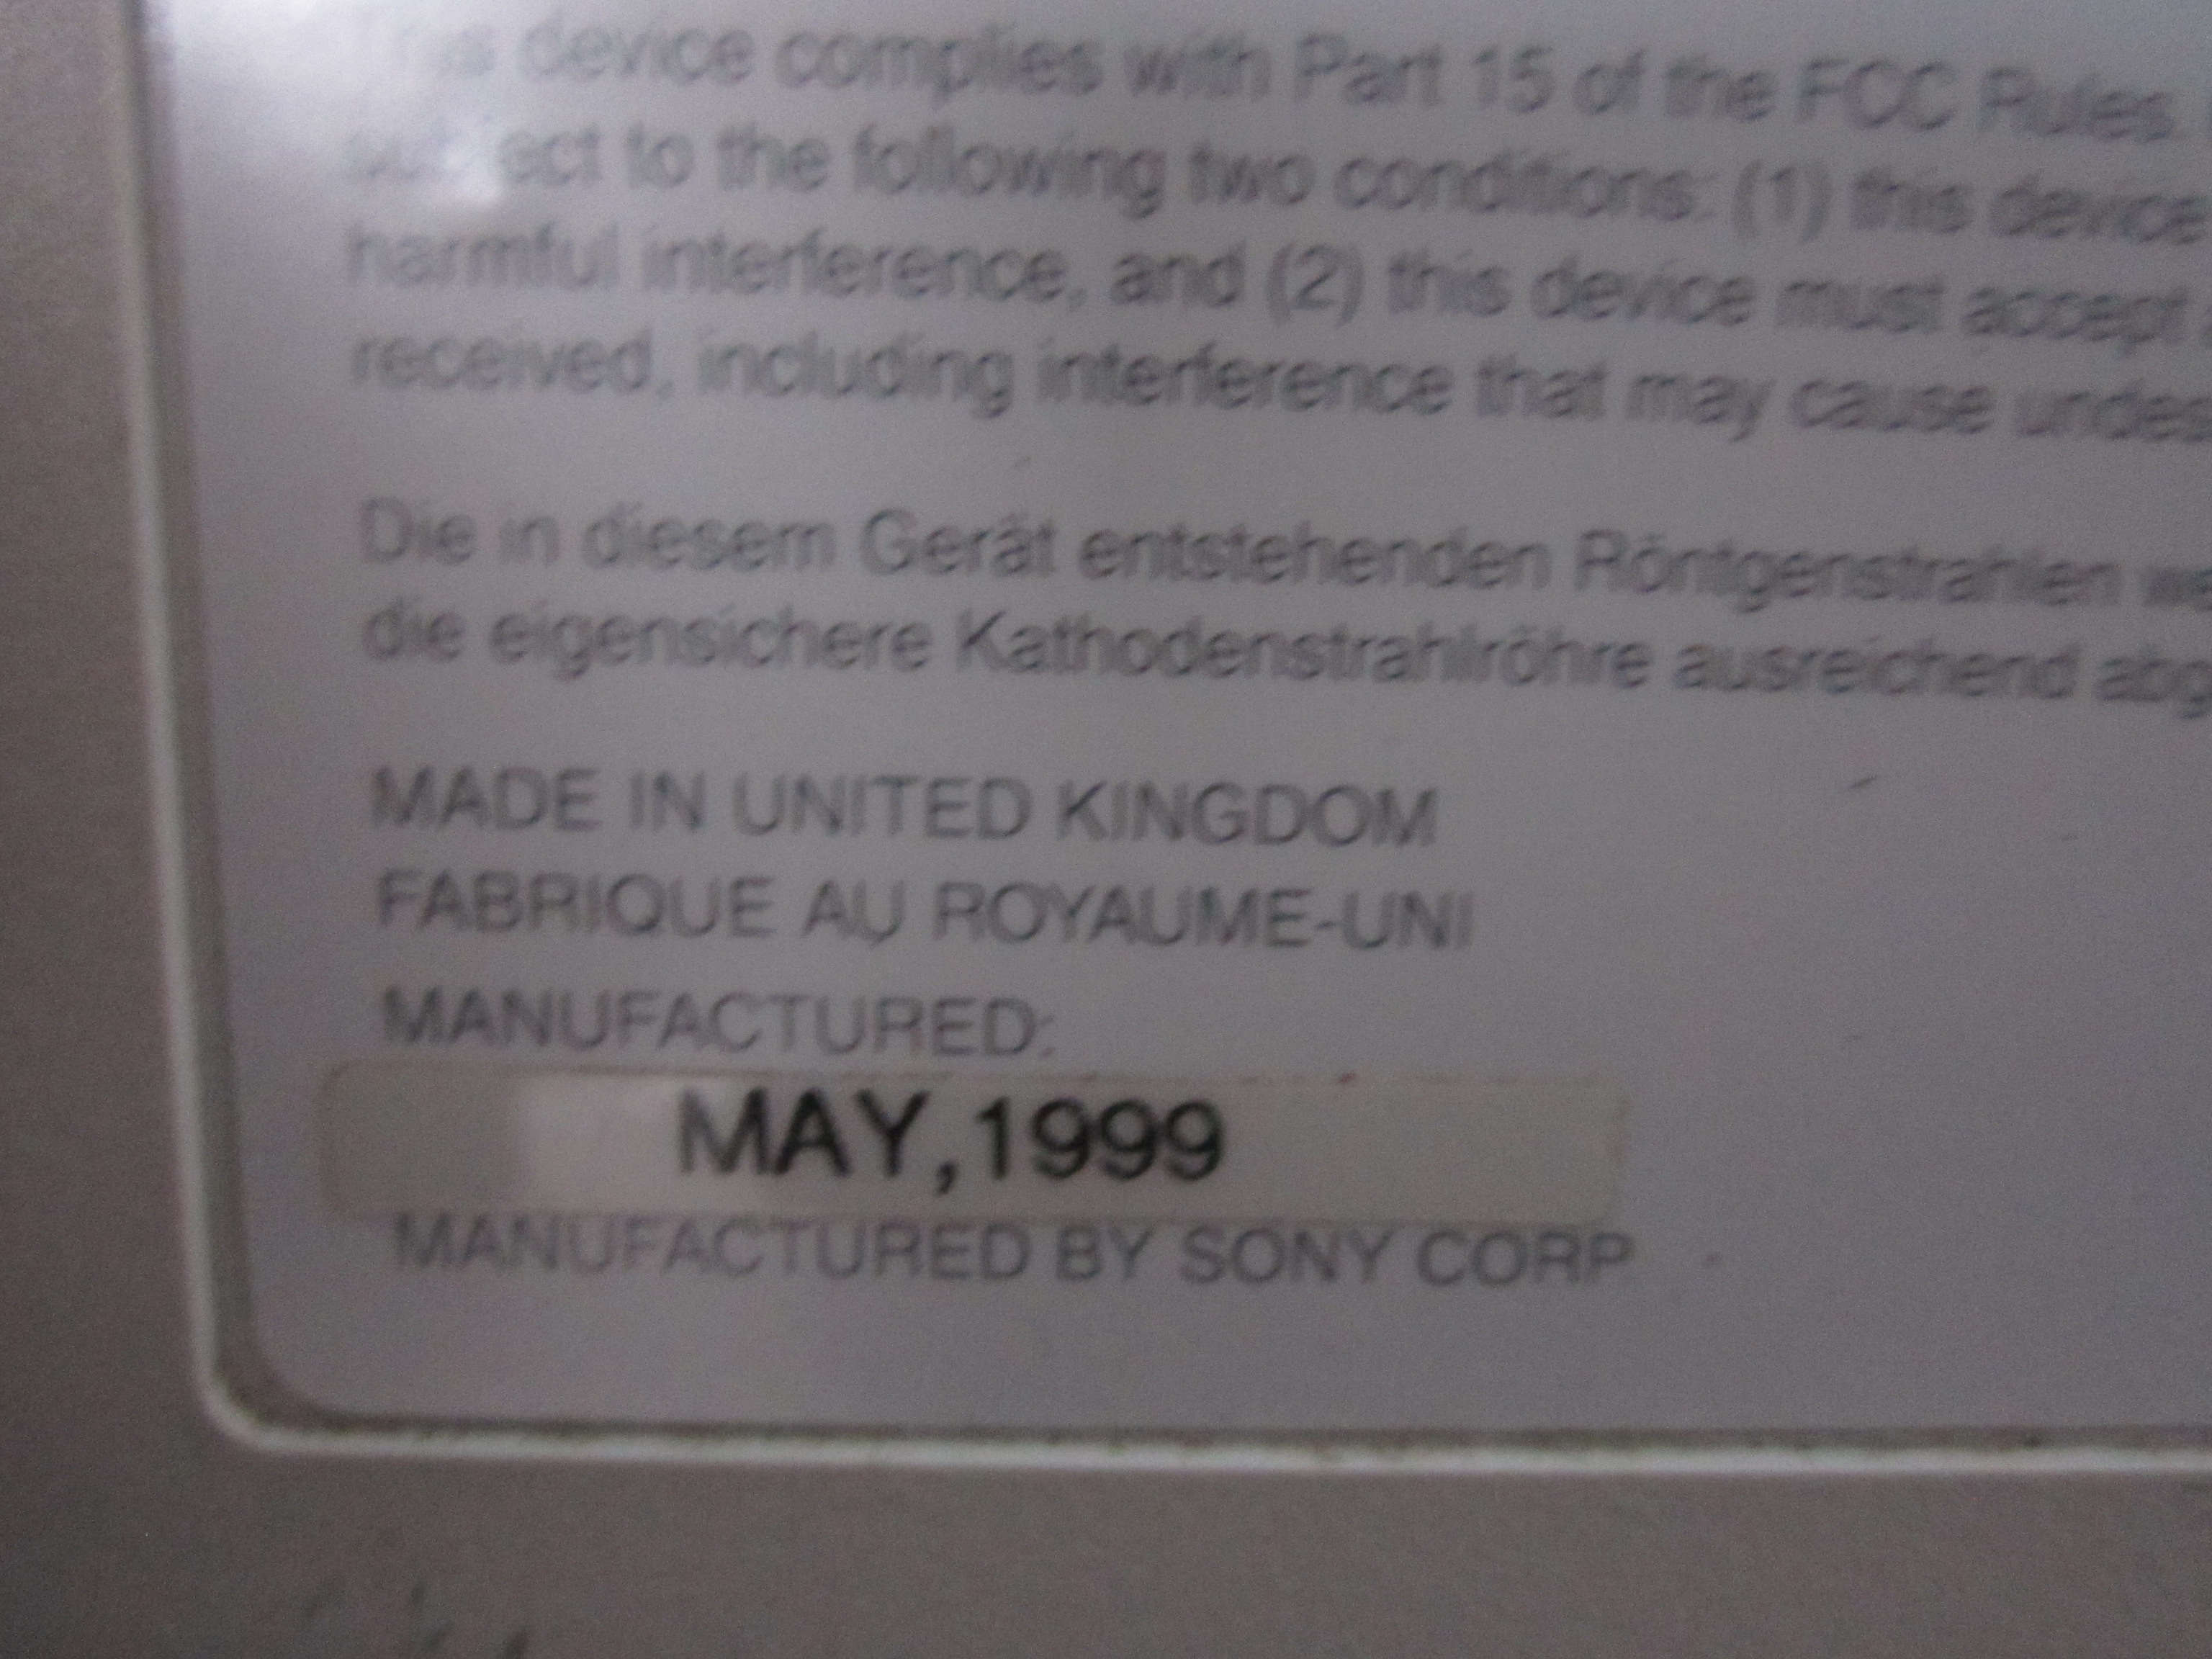 This device complies with Part 15 of the FCC Rules.
subject to the following two conditions: (1) this device
harmful interference, and (2) this device must accept
received, including interference that may cause undes
Die in diesem Gerät entstehenden Röntgenstrahlen we
die eigensichere Kathodenstrahlröhre ausreichend abg
MADE IN UNITED KINGDOM
FABRIQUE AU ROYAUME-UNI
MANUFACTURED:
MAY,1999
MANUFACTURED BY SONY CORP